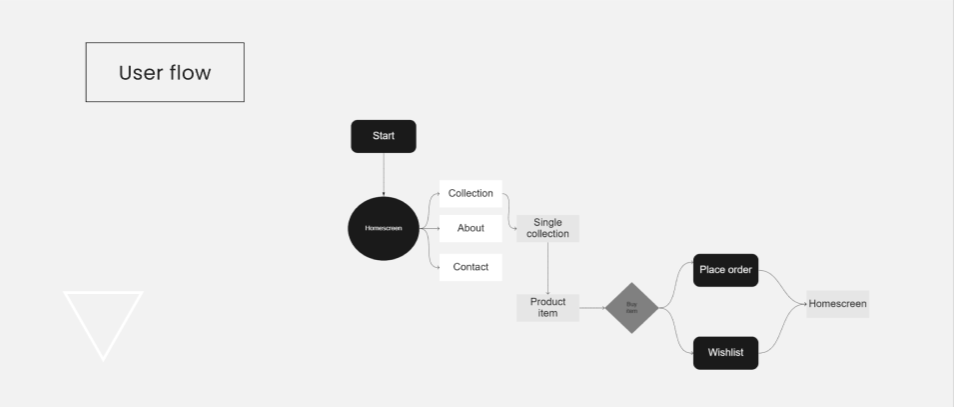 User flow
Start
Homescreen
Collection
About
Contact
Single
collection
Product
item
Buy
item
Place order
Wishlist
Homescreen